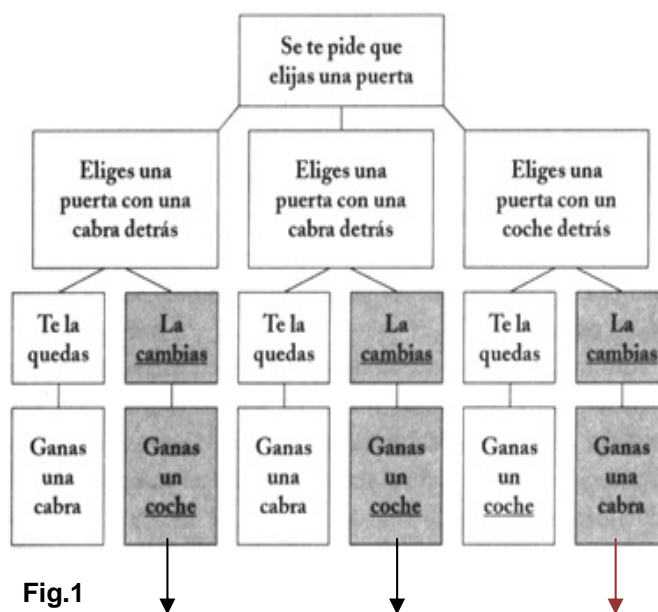 Se te pide que
elijas una puerta
Eliges una
puerta con una
cabra detrás
Eliges una
puerta con una
cabra detrás
Eliges una
puerta con un
coche detrás
Te la
quedas
La
cambias
Te la
quedas
La
cambias
Te la
quedas
La
cambias
Ganas
una
cabra
Ganas
un
coche
Ganas
una
cabra
Ganas
un
coche
Ganas
un
coche
Ganas
una
cabra
Fig.1